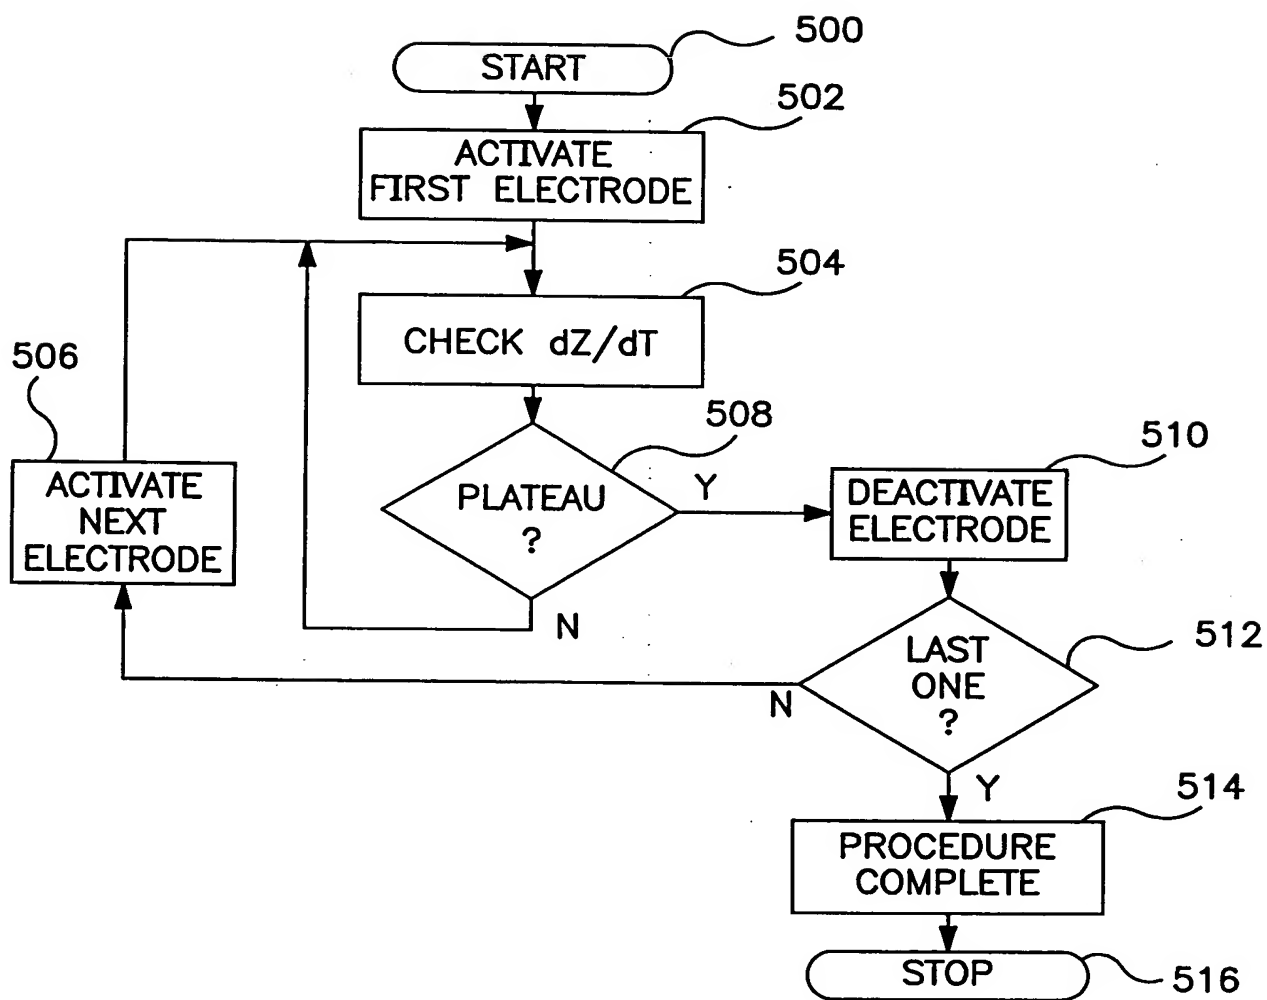 500
START
502
ACTIVATE
FIRST ELECTRODE
504
CHECK dZ/dT
506
ACTIVATE
NEXT
ELECTRODE
508
PLATEAU
?
Y
N
510
DEACTIVATE
ELECTRODE
512
LAST
ONE
?
N
Y
514
PROCEDURE
COMPLETE
STOP
516